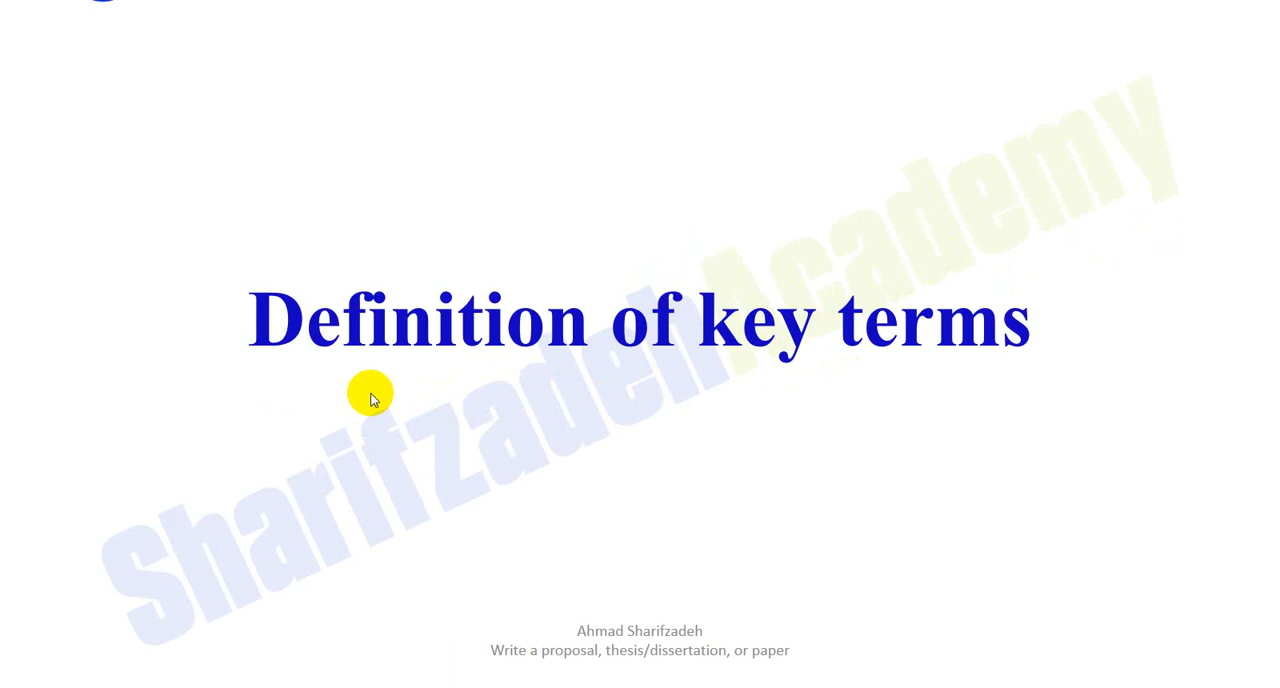 Definition of key terms
SharifzadehAcademy
Ahmad Sharifzadeh
Write a proposal, thesis/dissertation, or paper